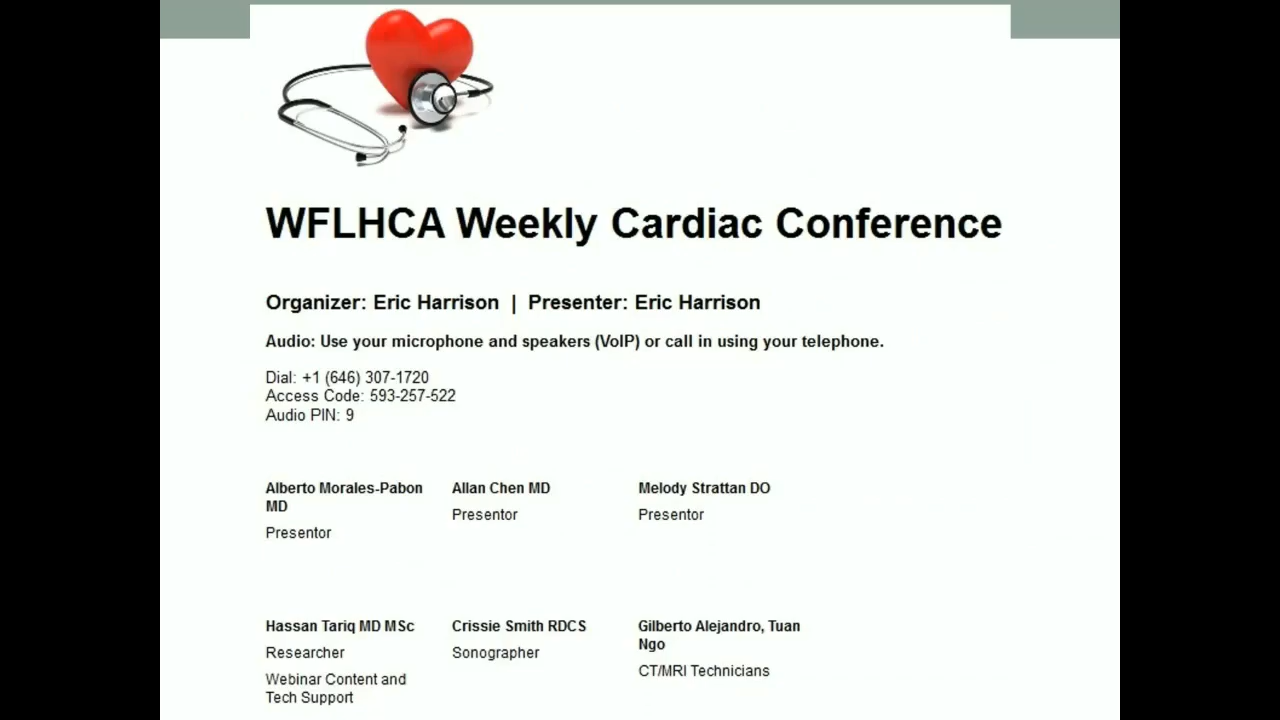 WFLHCA Weekly Cardiac Conference
Organizer: Eric Harrison | Presenter: Eric Harrison
Audio: Use your microphone and speakers (VoIP) or call in using your telephone.
Dial: +1 (646) 307-1720
Access Code: 593-257-522
Audio PIN: 9
Alberto Morales-Pabon
MD
Presentor
Allan Chen MD
Presentor
Melody Strattan DO
Presentor
Hassan Tariq MD MSc
Researcher
Webinar Content and
Tech Support
Crissie Smith RDCS
Sonographer
Gilberto Alejandro, Tuan
Ngo
CT/MRI Technicians